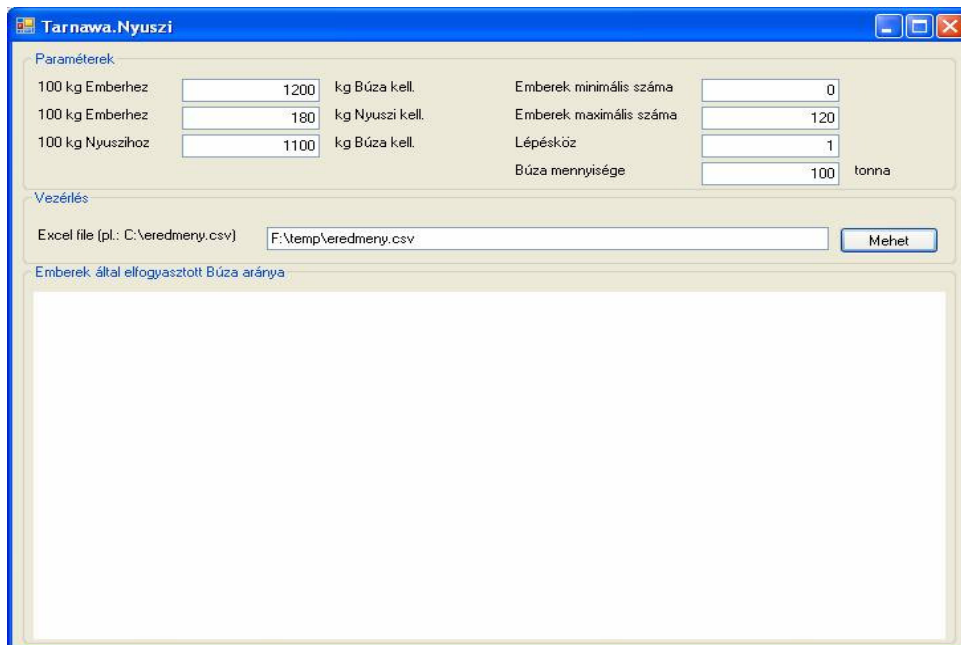 Tarnawa.Nyuszi
Paraméterek
100 kg Emberhez 1200 kg Búza kell. Emberek minimális száma 0
100 kg Emberhez 180 kg Nyuszi kell. Emberek maximális száma 120
100 kg Nyuszihoz 1100 kg Búza kell. Lépésköz 1
Búza mennyisége 100 tonna
Vezérlés
Excel file (pl.: C:\eredmeny.csv) F:\temp\eredmeny.csv Mehet
Emberek által elfogyasztott Búza aránya